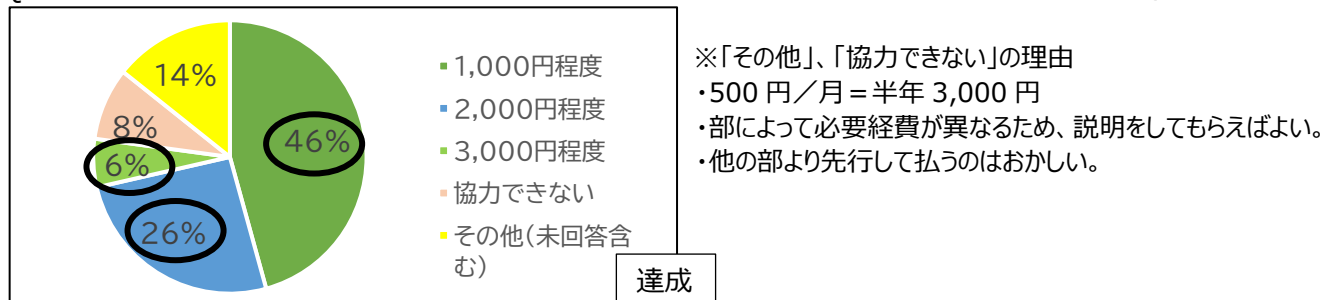 46%
26%
6%
8%
14%
1,000円程度
2,000円程度
3,000円程度
協力できない
その他(未回答含
む)
達成
※「その他」、「協力できない」の理由
・500 円/月=半年 3,000 円
・部によって必要経費が異なるため、説明をしてもらえばよい。
・他の部より先行して払うのはおかしい。